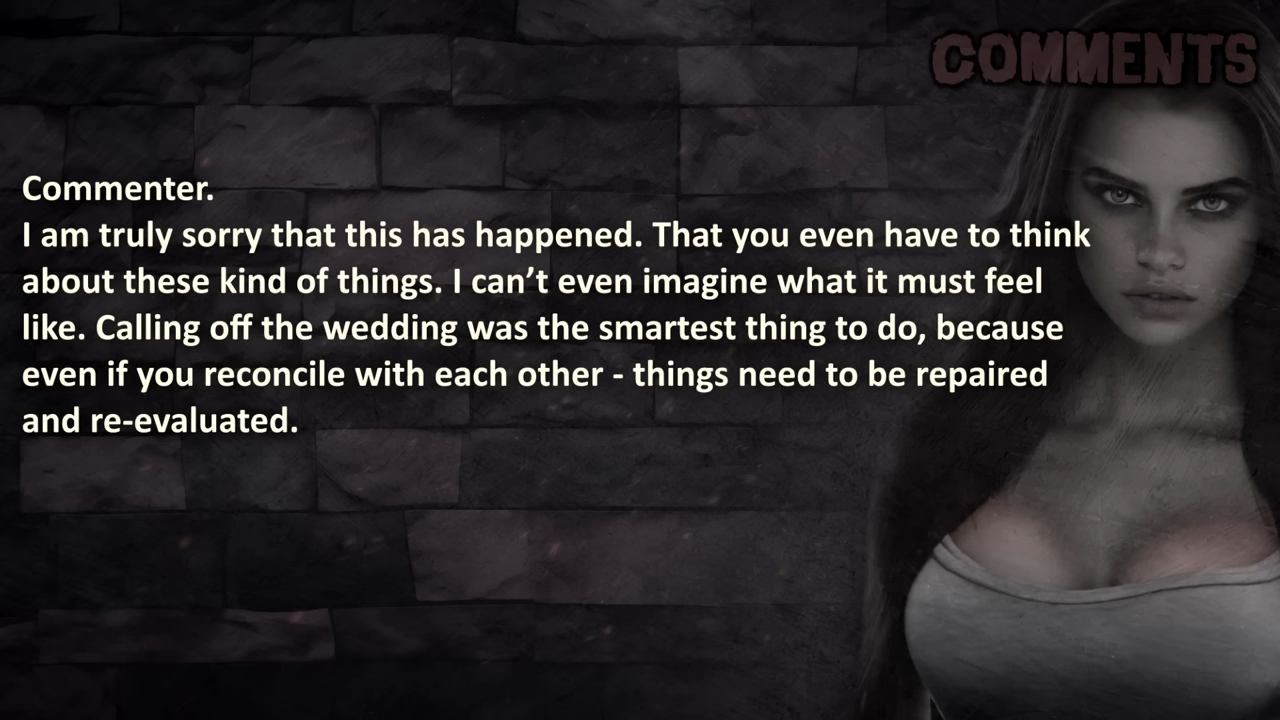 COMMENTS
Commenter.
I am truly sorry that this has happened. That you even have to think
about these kind of things. I can’t even imagine what it must feel
like. Calling off the wedding was the smartest thing to do, because
even if you reconcile with each other - things need to be repaired
and re-evaluated.